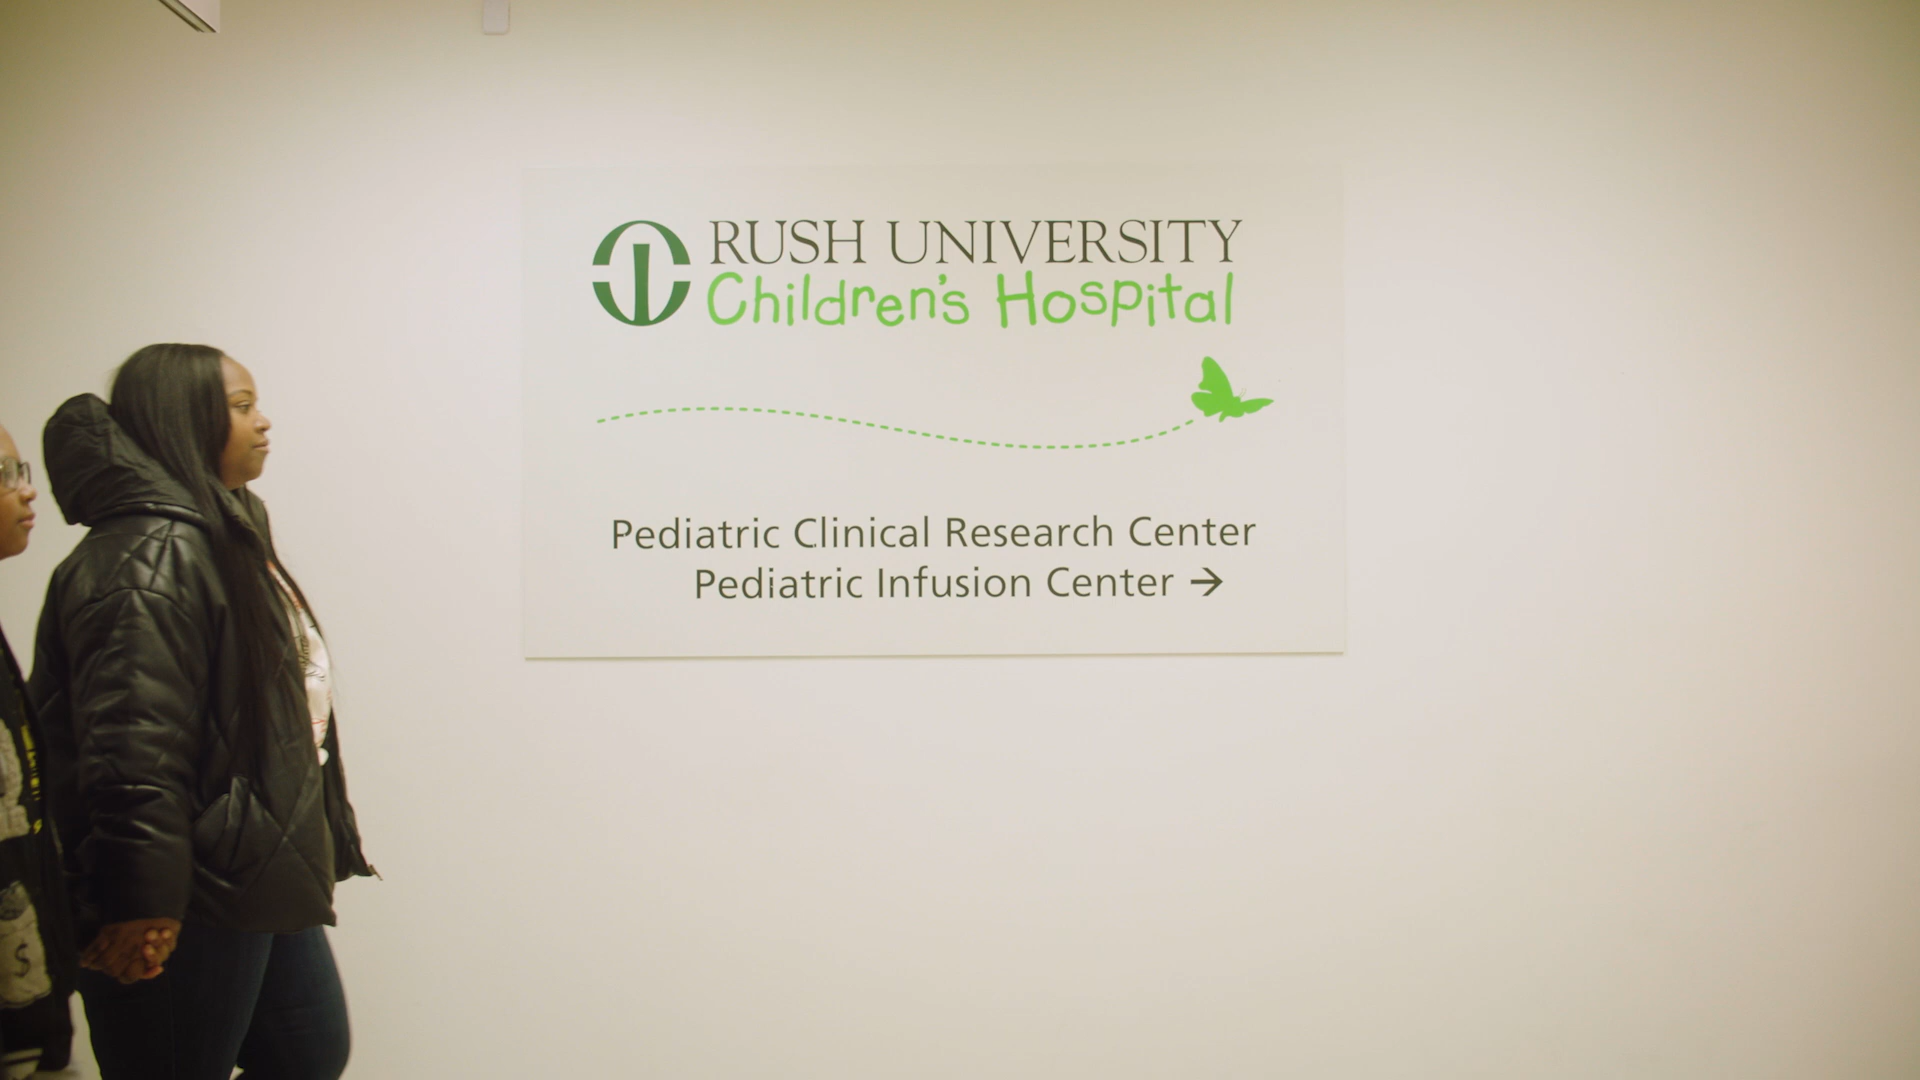 RUSH UNIVERSITY
Children's Hospital
Pediatric Clinical Research Center
Pediatric Infusion Center →
$